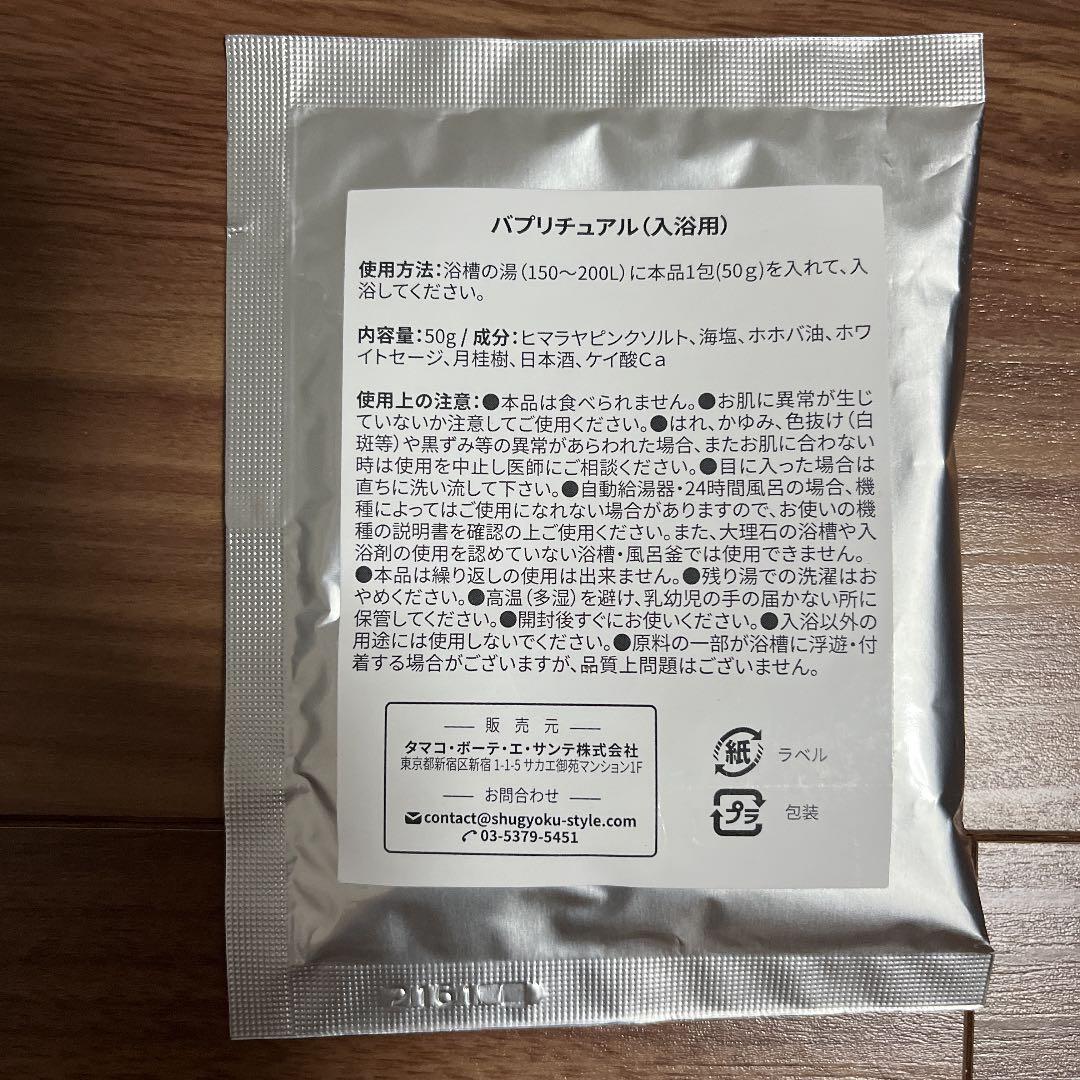 バプリチュアル(入浴用)
使用方法:浴槽の湯(150～200L)に本品1包(50g)を入れて、入
浴してください。
内容量:50g / 成分:ヒマラヤピンクソルト、海塩、ホホバ油、ホワ
イトセージ、月桂樹、日本酒、ケイ酸Ca
使用上の注意:●本品は食べられません。●お肌に異常が生じ
ていないか注意してご使用ください。●はれ、かゆみ、色抜け(白
斑等)や黒ずみ等の異常があらわれた場合、またお肌に合わない
時は使用を中止し医師にご相談ください。●目に入った場合は
直ちに洗い流して下さい。●自動給湯器・24時間風呂の場合、機
種によってはご使用になれない場合がありますので、お使いの機
種の説明書を確認の上ご使用ください。また、大理石の浴槽や入
浴剤の使用を認めていない浴槽・風呂釜では使用できません。
●本品は繰り返しの使用は出来ません。●残り湯での洗濯はお
やめください。●高温(多湿)を避け、乳幼児の手の届かない所に
保管してください。●開封後すぐにお使いください。●入浴以外の
用途には使用しないでください。●原料の一部が浴槽に浮遊・付
着する場合がございますが、品質上問題はございません。
販売元
タマコ・ボーテ・エ・サンテ株式会社
東京都新宿区新宿 1-1-5 サカエ御苑マンション1F
お問合わせ
contact@shugyoku-style.com
03-5379-5451
紙 ラベル
プラ 包装